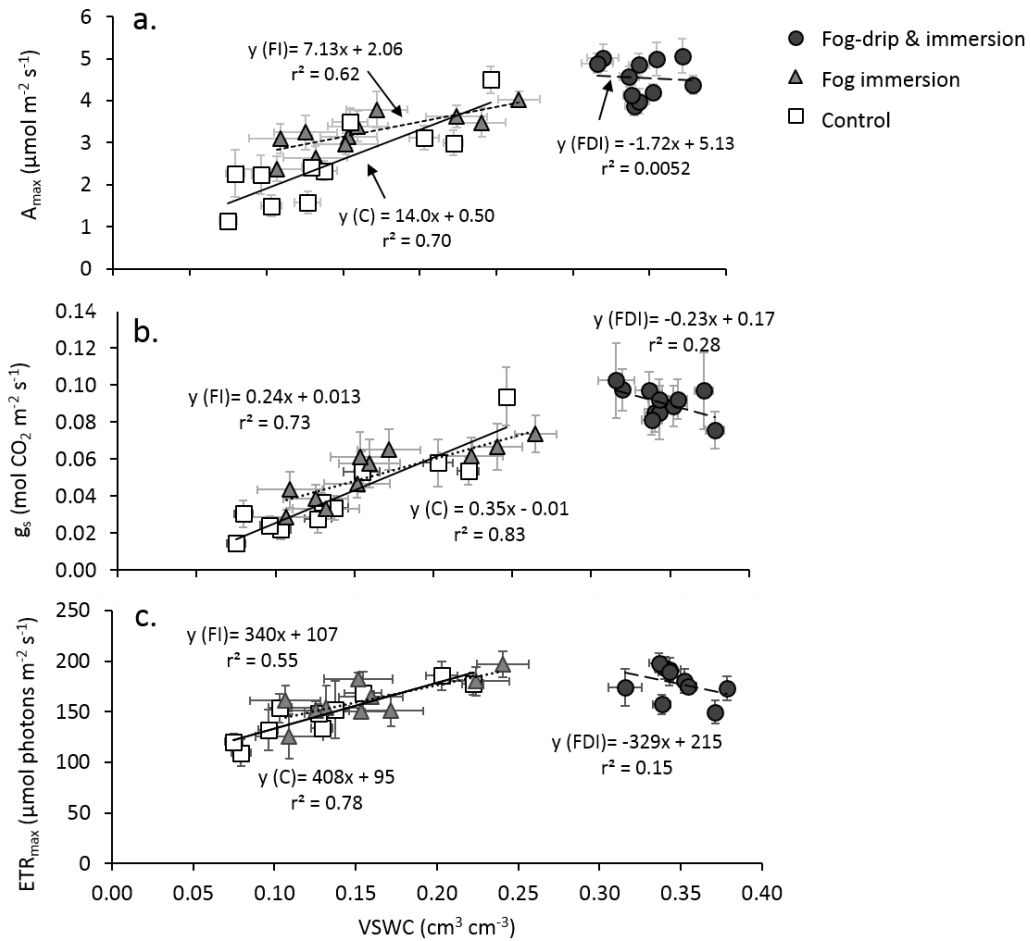 a.
6
5
4
3
2
1
0
Amax (µmol m⁻² s⁻¹)
y (FI)= 7.13x + 2.06
r² = 0.62
y (C) = 14.0x + 0.50
r² = 0.70
y (FDI) = -1.72x + 5.13
r² = 0.0052
Fog-drip & immersion
Fog immersion
Control
b.
0.14
0.12
0.10
0.08
0.06
0.04
0.02
0.00
gs (mol CO₂ m⁻² s⁻¹)
y (FI)= 0.24x + 0.013
r² = 0.73
y (C) = 0.35x - 0.01
r² = 0.83
y (FDI)= -0.23x + 0.17
r² = 0.28
c.
250
200
150
100
50
0
ETRmax (µmol photons m⁻² s⁻¹)
y (FI)= 340x + 107
r² = 0.55
y (C)= 408x + 95
r² = 0.78
y (FDI)= -329x + 215
r² = 0.15
0.00 0.10 0.15 0.20 0.25 0.30 0.35 0.40
VSWC (cm³ cm⁻³)